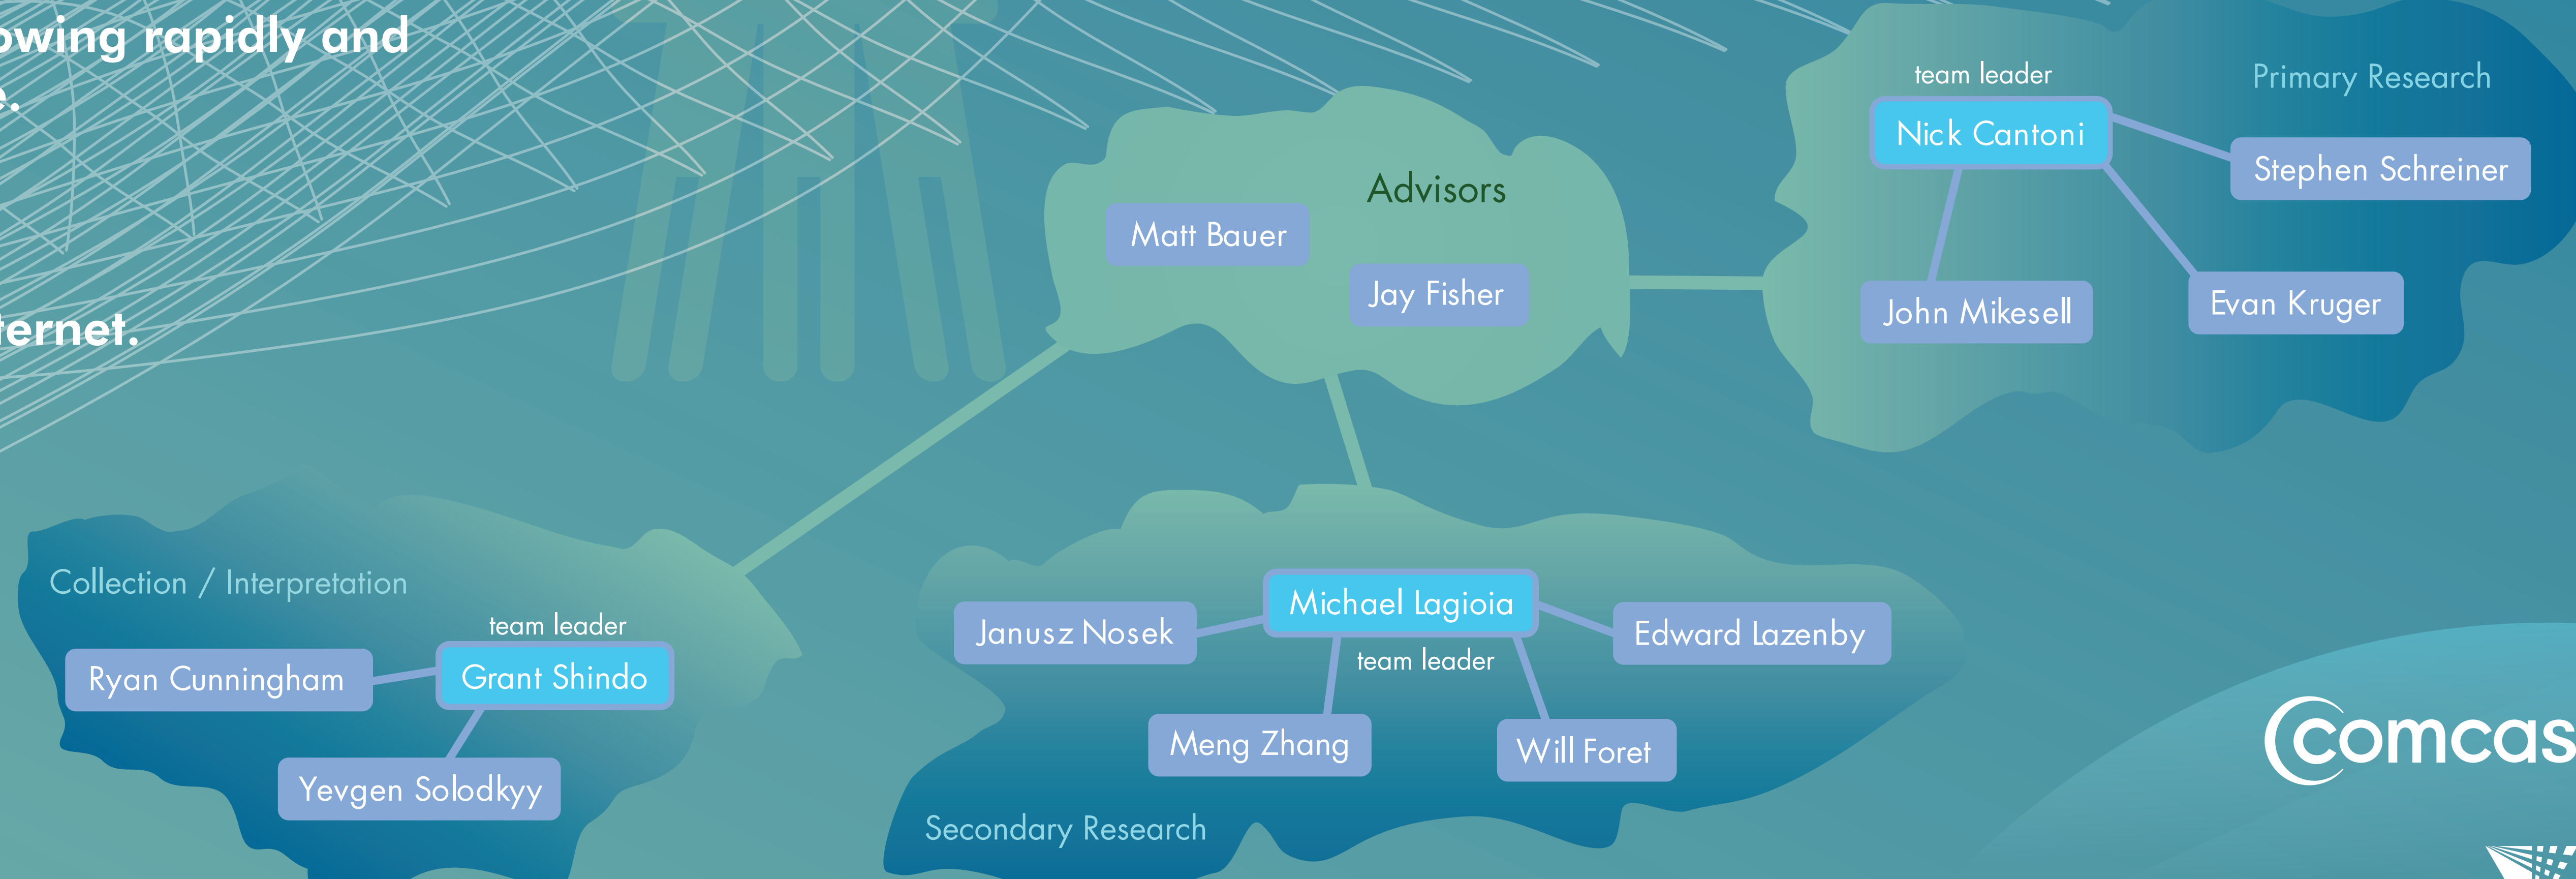 owing rapidly and
e.
ternet.
Advisors
Matt Bauer
Jay Fisher
Primary Research
team leader
Nick Cantoni
Stephen Schreiner
John Mikesell
Evan Kruger
Collection / Interpretation
team leader
Grant Shindo
Ryan Cunningham
Yevgen Solodkyy
Michael Lagioia
team leader
Janusz Nosek
Edward Lazenby
Meng Zhang
Will Foret
Secondary Research
comcas